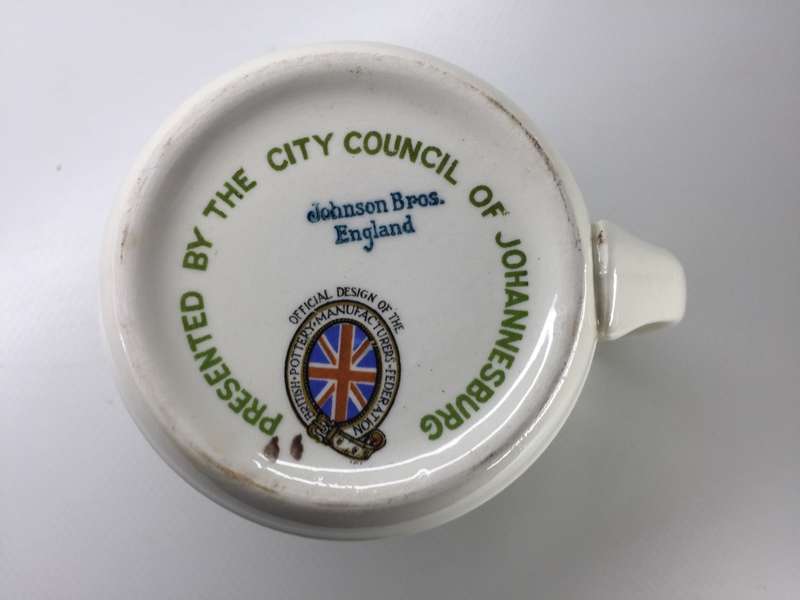 PRESENTED BY THE CITY COUNCIL OF JOHANNESBURG
Johnson Bros.
England
OFFICIAL DESIGN OF THE
BRITISH · POTTERY · MANUFACTURERS · FEDERATION